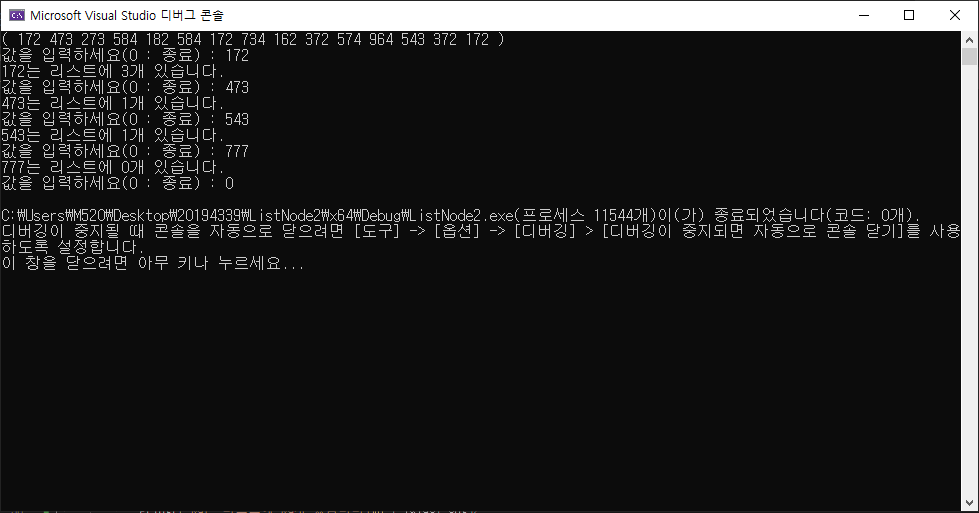 Microsoft Visual Studio 디버그 콘솔
( 172 473 273 584 182 584 172 734 162 372 574 964 543 372 172 )
값을 입력하세요(0 : 종료) : 172
172는 리스트에 3개 있습니다.
값을 입력하세요(0 : 종료) : 473
473는 리스트에 1개 있습니다.
값을 입력하세요(0 : 종료) : 543
543는 리스트에 1개 있습니다.
값을 입력하세요(0 : 종료) : 777
777는 리스트에 0개 있습니다.
값을 입력하세요(0 : 종료) : 0
C:₩Users₩M520₩Desktop₩20194339₩ListNode2₩x64₩Debug₩ListNode2.exe(프로세스 11544개)이(가) 종료되었습니다(코드: 0개).
디버깅이 중지될 때 콘솔을 자동으로 닫으려면 [도구] -> [옵션] -> [디버깅] > [디버깅이 중지되면 자동으로 콘솔 닫기]를 사용
하도록 설정합니다.
이 창을 닫으려면 아무 키나 누르세요...